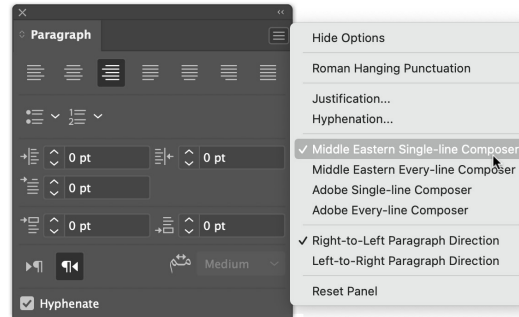 Paragraph
0 pt
0 pt
0 pt
0 pt
0 pt
Medium
Hyphenate
Hide Options
Roman Hanging Punctuation
Justification...
Hyphenation...
Middle Eastern Single-line Composer
Middle Eastern Every-line Composer
Adobe Single-line Composer
Adobe Every-line Composer
Right-to-Left Paragraph Direction
Left-to-Right Paragraph Direction
Reset Panel